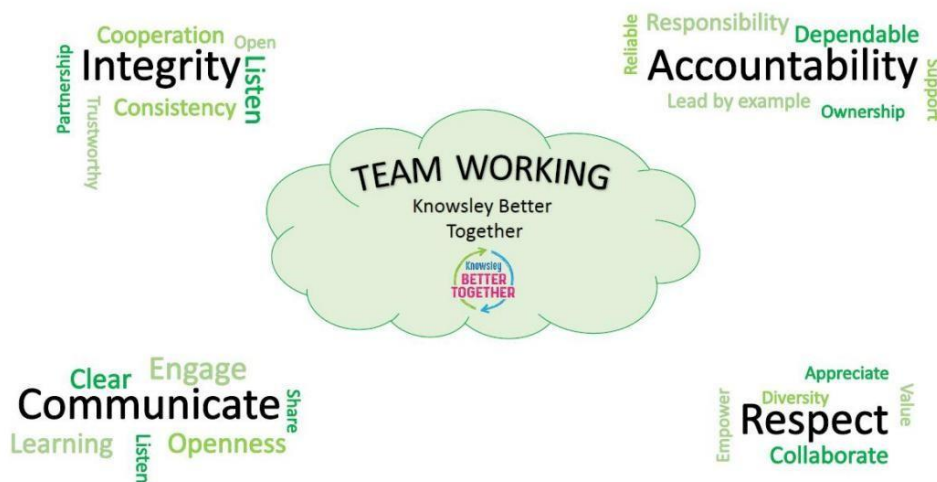 Cooperation
Open
Partnership
Integrity
Listen
Consistency
Trustworthy
Reliable
Responsibility
Dependable
Accountability
Support
Lead by example
Ownership
TEAM WORKING
Knowsley Better
Together
Knowsley
BETTER
TOGETHER
Clear
Engage
Communicate
Share
Learning
Listen
Openness
Appreciate
Value
Empower
Diversity
Respect
Collaborate